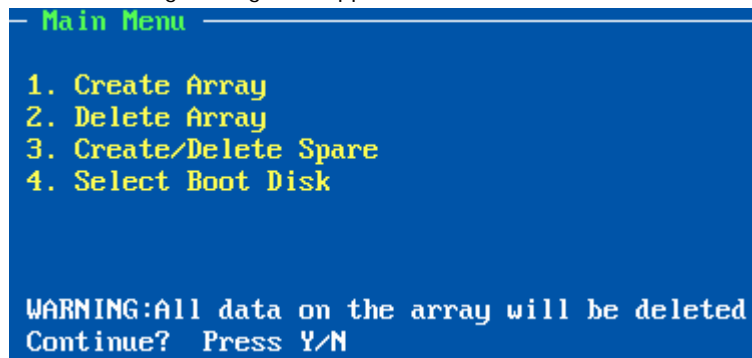 Main Menu
1. Create Array
2. Delete Array
3. Create/Delete Spare
4. Select Boot Disk
WARNING:All data on the array will be deleted
Continue? Press Y/N